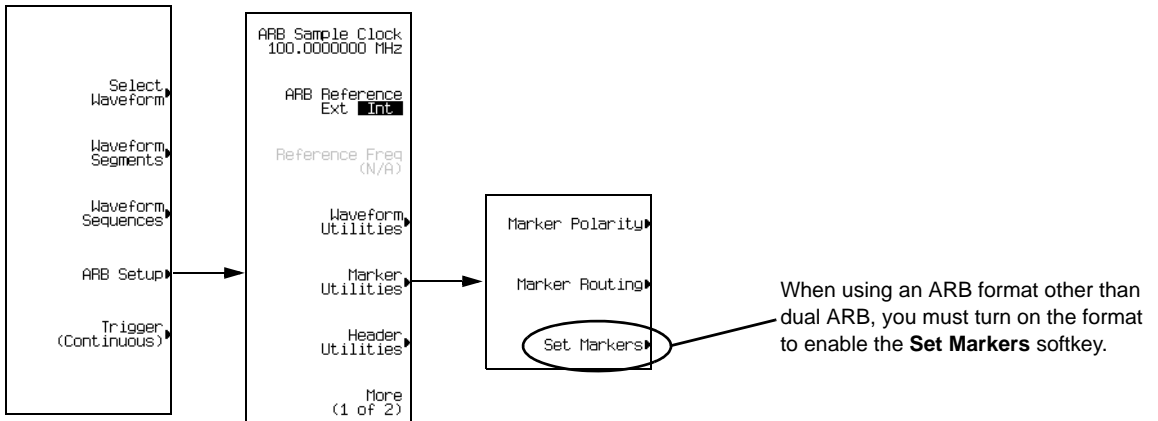 Select
Waveform
Waveform
Segments
Waveform
Sequences
ARB Setup
Trigger
(Continuous)
ARB Sample Clock
100.0000000 MHz
ARB Reference
Ext Int
Reference Freq
(N/A)
Waveform
Utilities
Marker
Utilities
Header
Utilities
More
(1 of 2)
Marker Polarity
Marker Routing
Set Markers
When using an ARB format other than
dual ARB, you must turn on the format
to enable the Set Markers softkey.